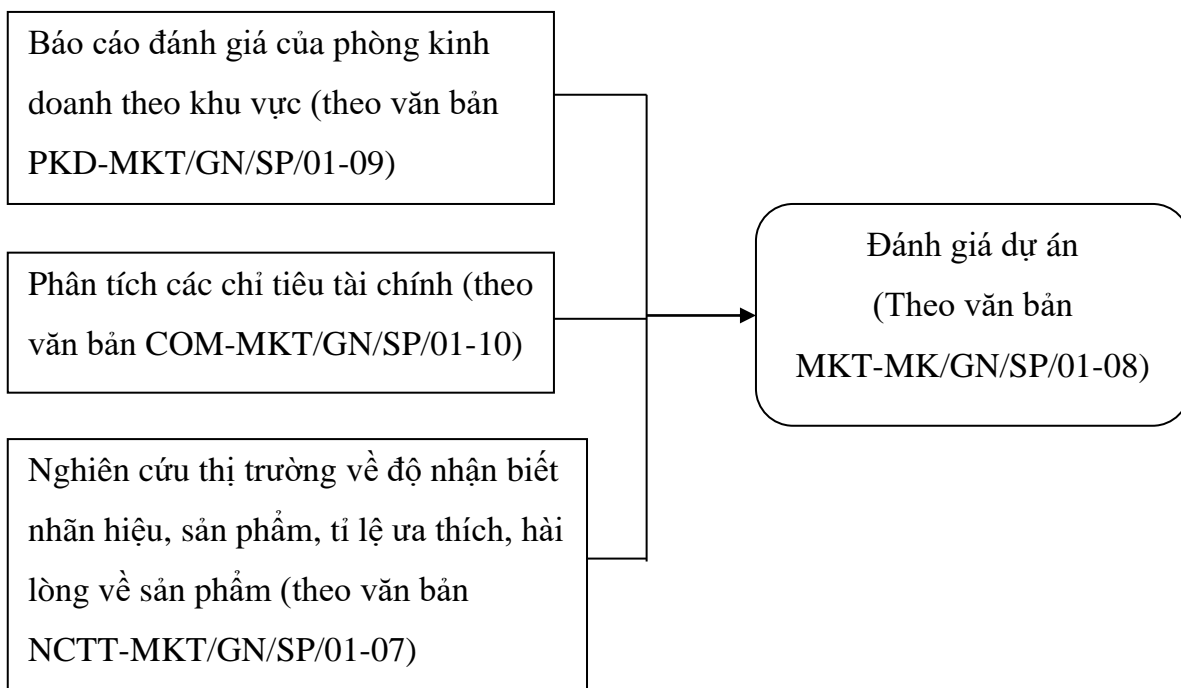 Báo cáo đánh giá của phòng kinh
doanh theo khu vực (theo văn bản
PKD-MKT/GN/SP/01-09)
Phân tích các chỉ tiêu tài chính (theo
văn bản COM-MKT/GN/SP/01-10)
Nghiên cứu thị trường về độ nhận biết
nhãn hiệu, sản phẩm, tỉ lệ ưa thích, hài
lòng về sản phẩm (theo văn bản
NCTT-MKT/GN/SP/01-07)
Đánh giá dự án
(Theo văn bản
MKT-MK/GN/SP/01-08)